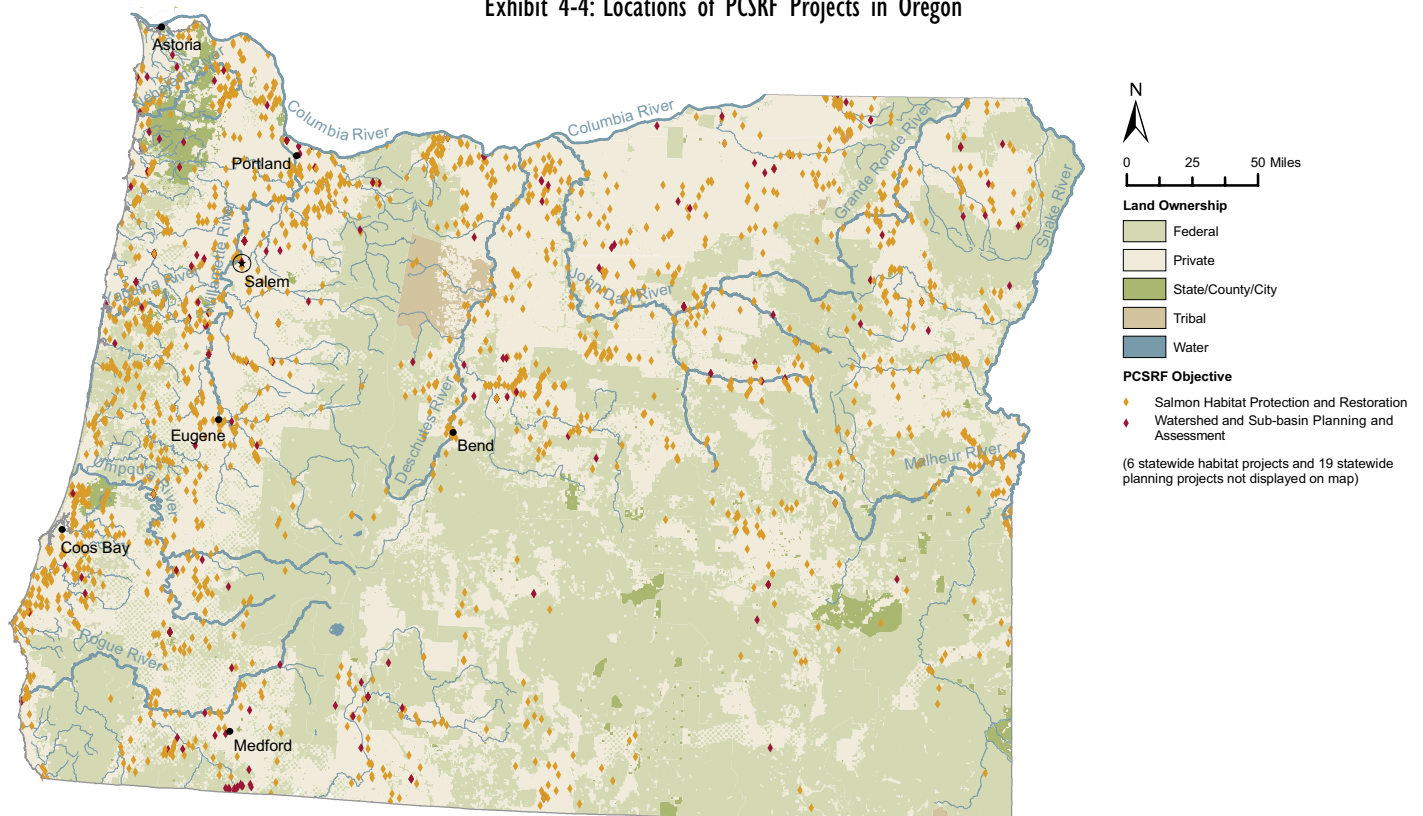 Exhibit 4-4: Locations of PCSRF Projects in Oregon
Astoria
Nehalem River
Columbia River
Columbia River
Portland
Grande Ronde River
Snake River
Willamette River
Salem
Yaquina River
John Day River
Deschutes River
Eugene
Bend
Umpqua River
Malheur River
Coos Bay
Rogue River
Medford
N
0 25 50 Miles
Land Ownership
Federal
Private
State/County/City
Tribal
Water
PCSRF Objective
Salmon Habitat Protection and Restoration
Watershed and Sub-basin Planning and
Assessment
(6 statewide habitat projects and 19 statewide
planning projects not displayed on map)